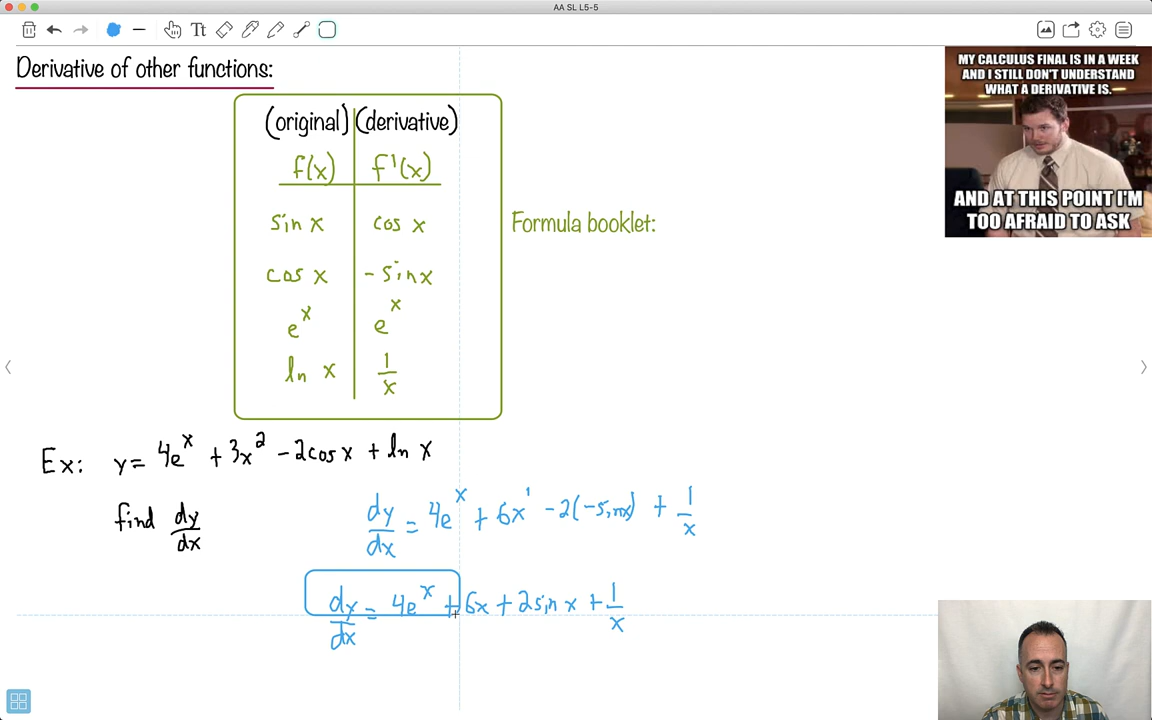 AA SL L5-5
Tt
Derivative of other functions:
MY CALCULUS FINAL IS IN A WEEK
AND I STILL DON'T UNDERSTAND
WHAT A DERIVATIVE IS.
AND AT THIS POINT I'M
TOO AFRAID TO ASK
(original) (derivative)
f(x) f'(x)
sin x cos x
Formula booklet:
cos x -sinx
e^x e^x
ln x 1/x
Ex: y= 4e^x + 3x^2 - 2cos x + ln x
find dy/dx
dy/dx = 4e^x + 6x^1 - 2(-sinx) + 1/x
dy/dx = 4e^x + 6x + 2sin x + 1/x